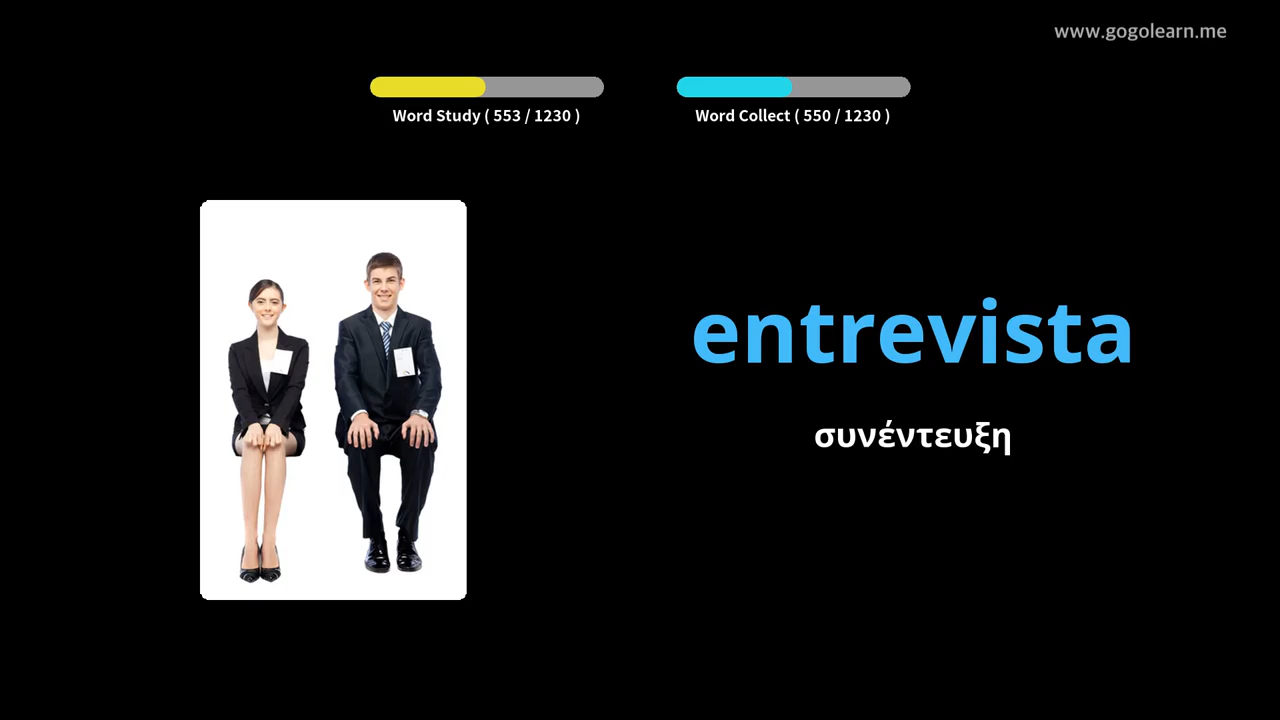 www.gogolearn.me
Word Study ( 553 / 1230 )
Word Collect ( 550 / 1230 )
entrevista
συνέντευξη